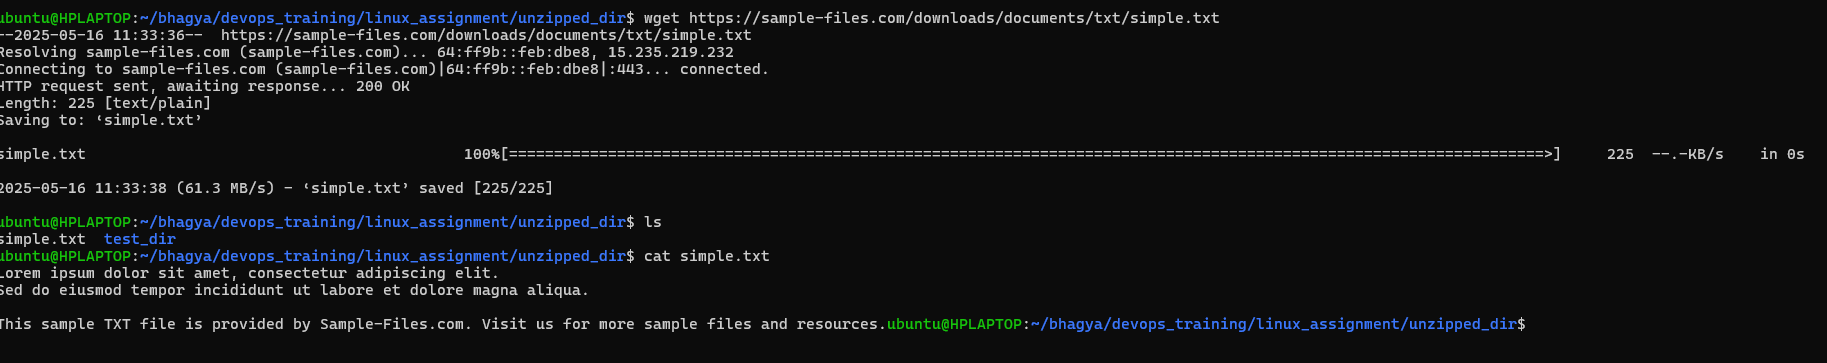 ubuntu@HPLAPTOP:~/bhagya/devops_training/linux_assignment/unzipped_dir$ wget https://sample-files.com/downloads/documents/txt/simple.txt
--2025-05-16 11:33:36--  https://sample-files.com/downloads/documents/txt/simple.txt
Resolving sample-files.com (sample-files.com)... 64:ff9b::feb:dbe8, 15.235.219.232
Connecting to sample-files.com (sample-files.com)|64:ff9b::feb:dbe8|:443... connected.
HTTP request sent, awaiting response... 200 OK
Length: 225 [text/plain]
Saving to: ‘simple.txt’
simple.txt 100%[===================================================================================================================>] 225 --.-KB/s in 0s
2025-05-16 11:33:38 (61.3 MB/s) - ‘simple.txt’ saved [225/225]
ubuntu@HPLAPTOP:~/bhagya/devops_training/linux_assignment/unzipped_dir$ ls
simple.txt  test_dir
ubuntu@HPLAPTOP:~/bhagya/devops_training/linux_assignment/unzipped_dir$ cat simple.txt
Lorem ipsum dolor sit amet, consectetur adipiscing elit.
Sed do eiusmod tempor incididunt ut labore et dolore magna aliqua.
This sample TXT file is provided by Sample-Files.com. Visit us for more sample files and resources.ubuntu@HPLAPTOP:~/bhagya/devops_training/linux_assignment/unzipped_dir$